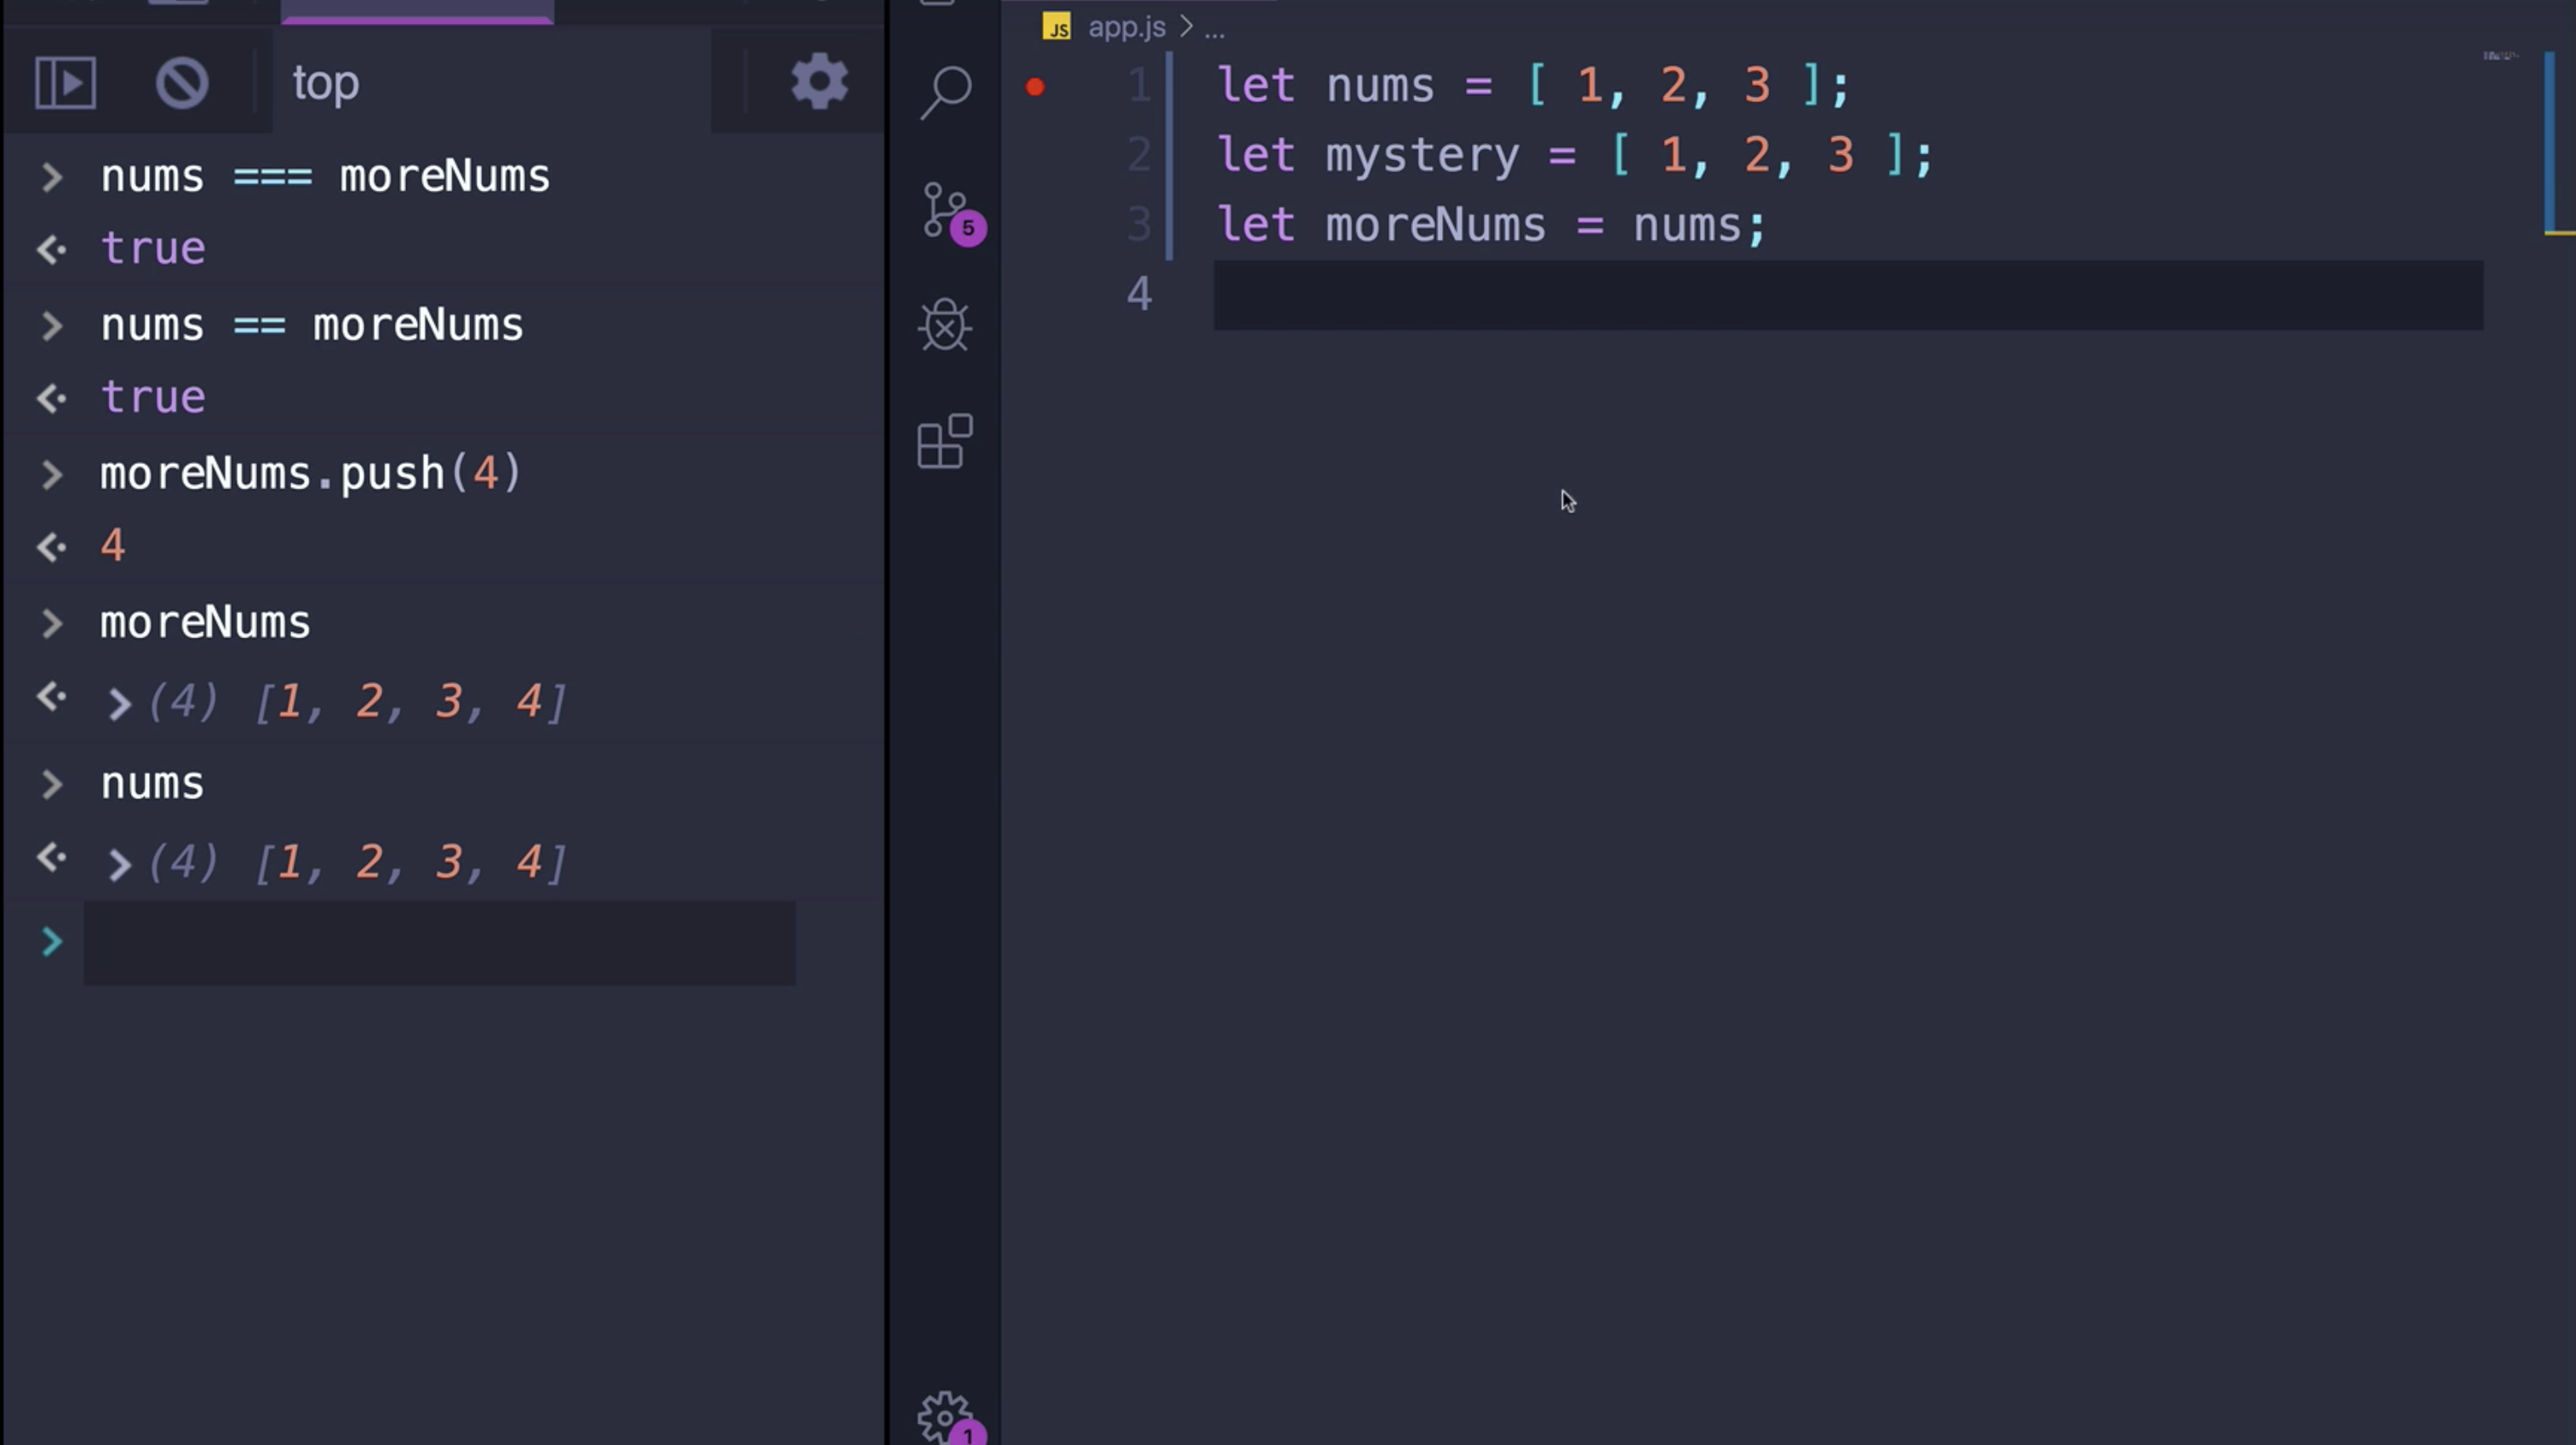 top
> nums === moreNums
<· true
> nums == moreNums
<· true
> moreNums.push(4)
<· 4
> moreNums
<· > (4) [1, 2, 3, 4]
> nums
<· > (4) [1, 2, 3, 4]
>
5
1
JS app.js > ...
1 let nums = [ 1, 2, 3 ];
2 let mystery = [ 1, 2, 3 ];
3 let moreNums = nums;
4